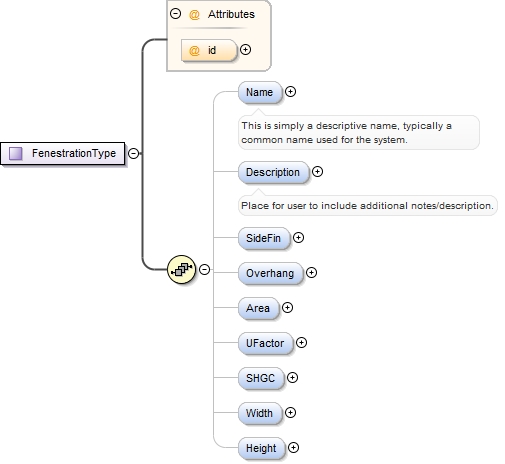 @ Attributes
@ id
Name
This is simply a descriptive name, typically a
common name used for the system.
FenestrationType
Description
Place for user to include additional notes/description.
SideFin
Overhang
Area
UFactor
SHGC
Width
Height